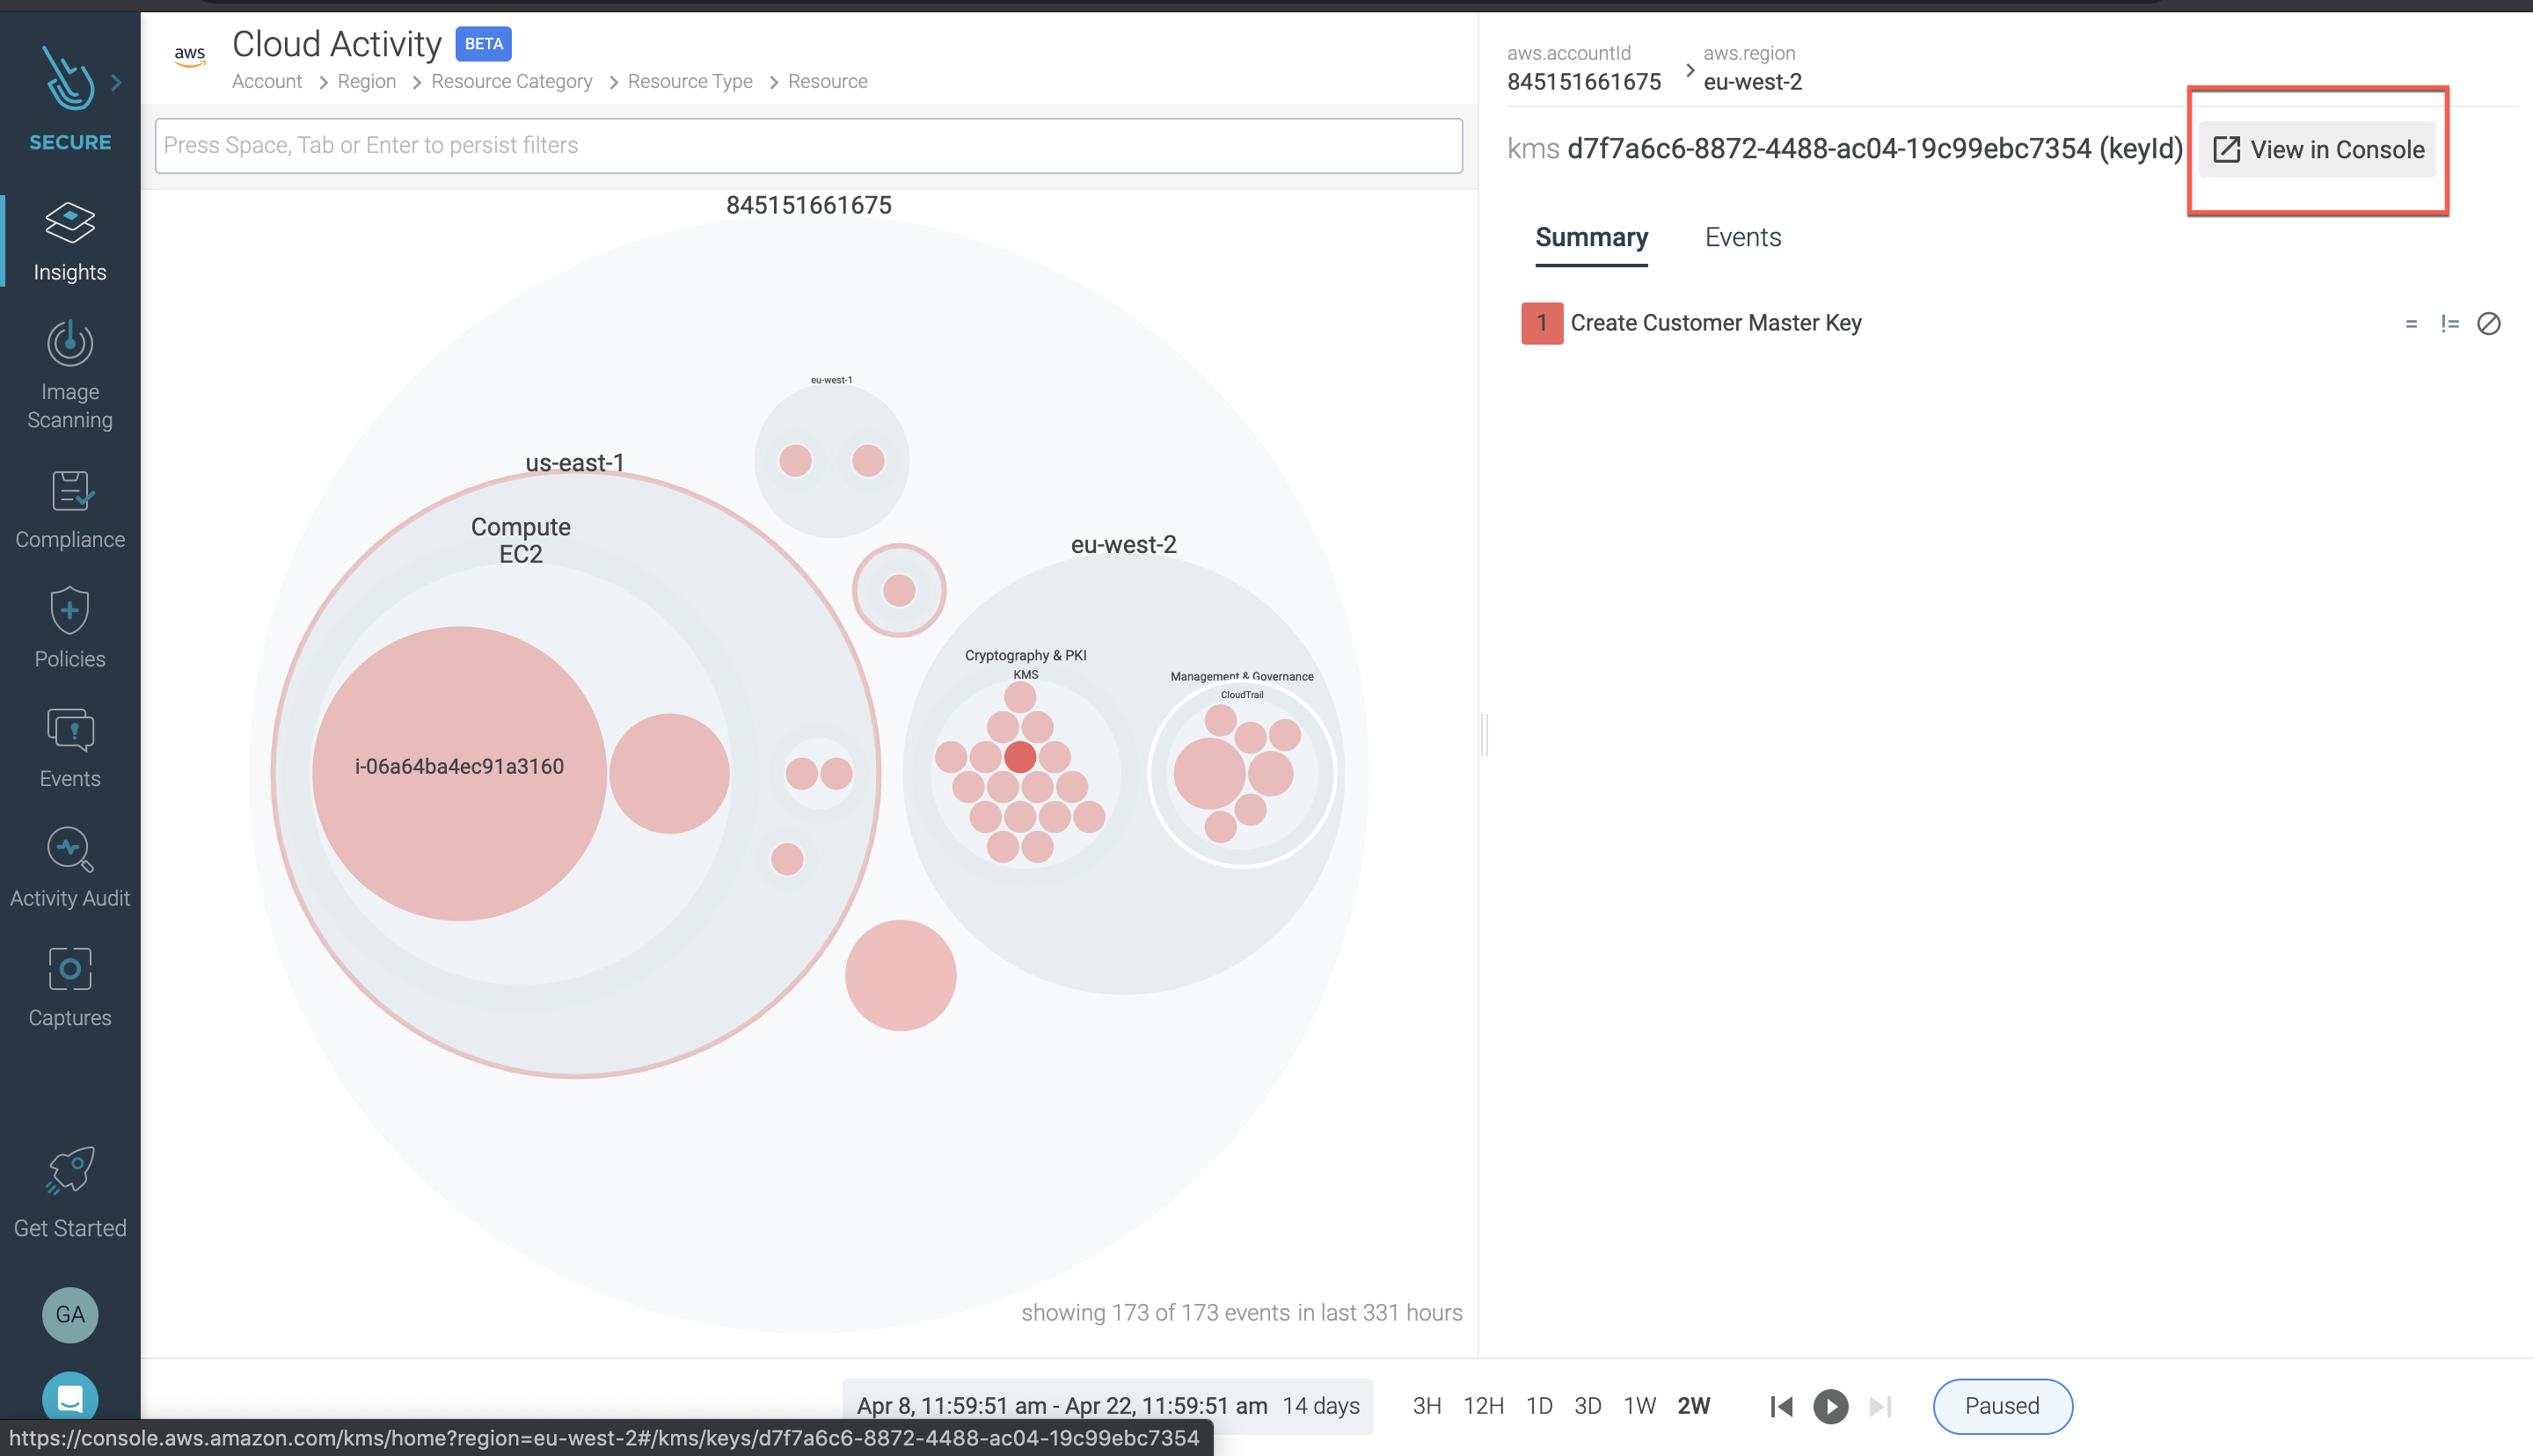 SECURE
Insights
Image
Scanning
Compliance
Policies
Events
Activity Audit
Captures
Get Started
GA
aws
Cloud Activity
BETA
Account > Region > Resource Category > Resource Type > Resource
Press Space, Tab or Enter to persist filters
845151661675
eu-west-1
us-east-1
Compute
EC2
i-06a64ba4ec91a3160
eu-west-2
Cryptography & PKI
KMS
Management & Governance
CloudTrail
showing 173 of 173 events in last 331 hours
aws.accountId
845151661675
>
aws.region
eu-west-2
kms d7f7a6c6-8872-4488-ac04-19c99ebc7354 (keyId)
View in Console
Summary
Events
1 Create Customer Master Key = !=
Apr 8, 11:59:51 am - Apr 22, 11:59:51 am 14 days
3H 12H 1D 3D 1W 2W
Paused
https://console.aws.amazon.com/kms/home?region=eu-west-2#/kms/keys/d7f7a6c6-8872-4488-ac04-19c99ebc7354